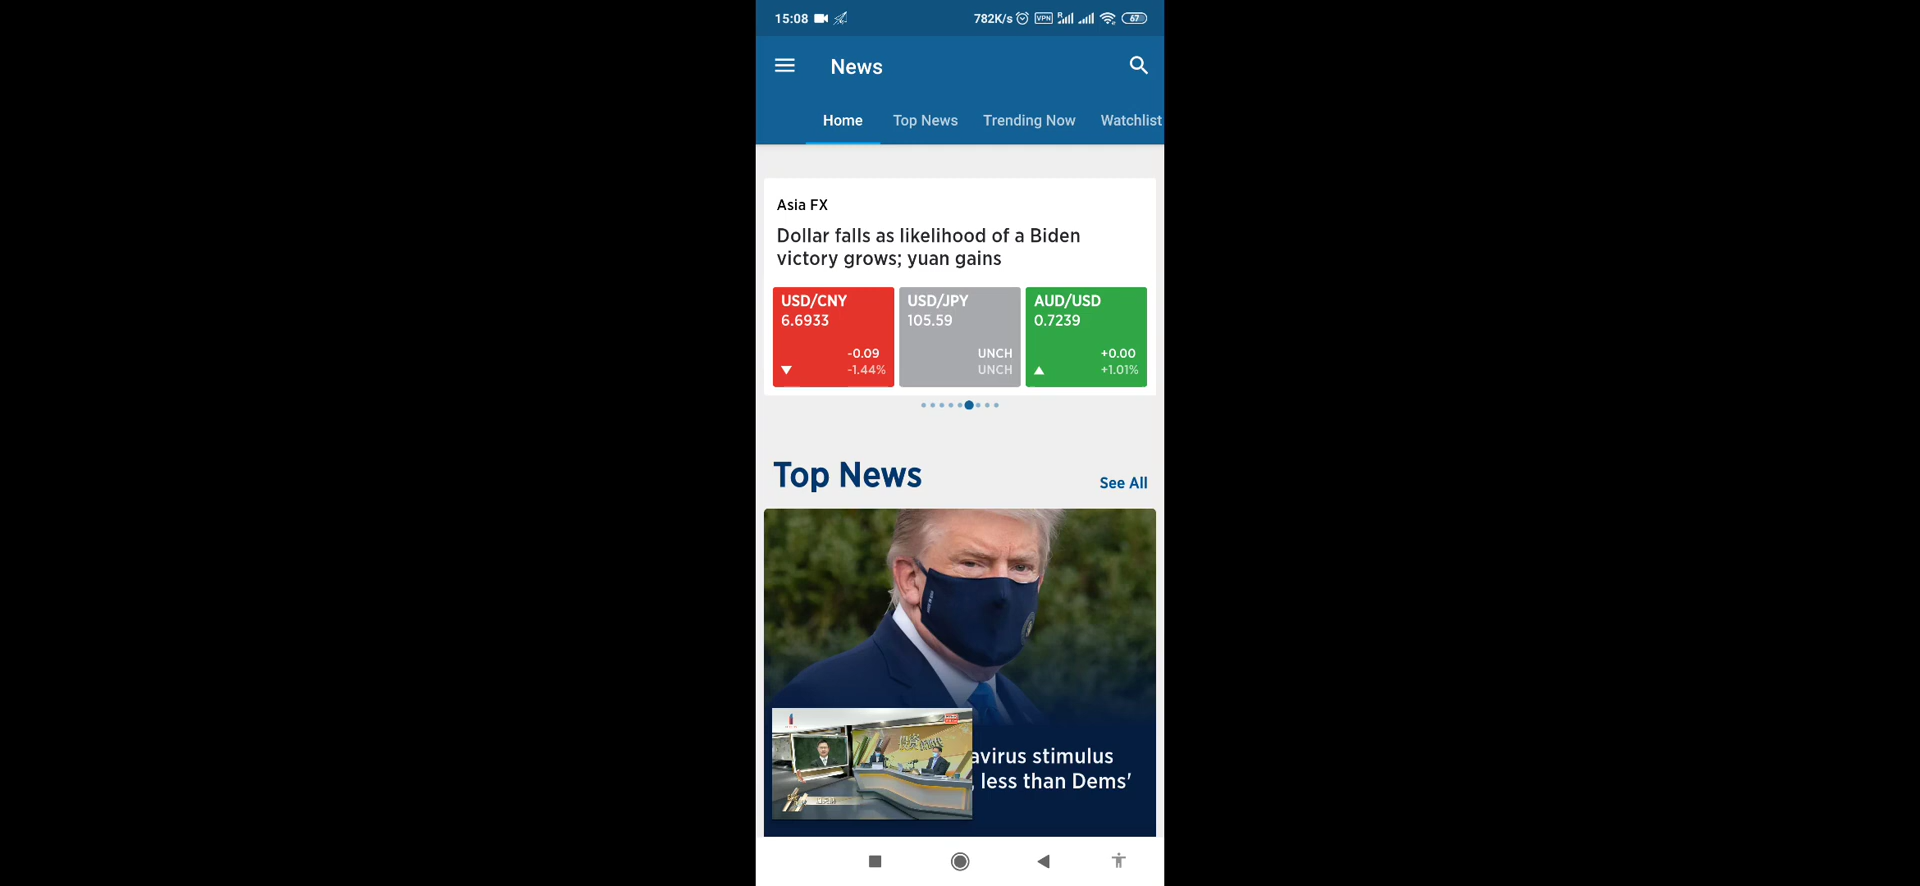 15:08
782K/s
VPN
R
67
News
Home
Top News
Trending Now
Watchlist
Asia FX
Dollar falls as likelihood of a Biden
victory grows; yuan gains
USD/CNY
6.6933
-0.09
-1.44%
USD/JPY
105.59
UNCH
UNCH
AUD/USD
0.7239
+0.00
+1.01%
Top News
See All
avirus stimulus
, less than Dems'